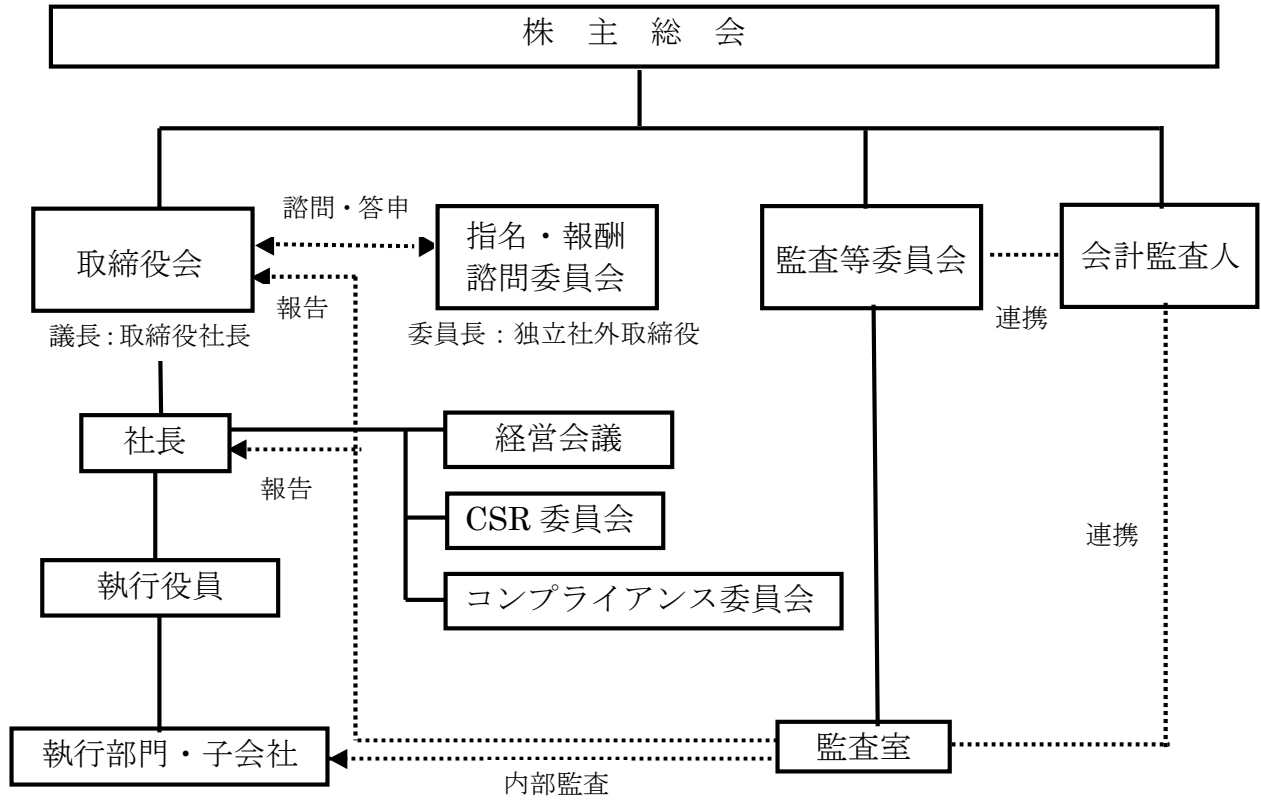 株 主 総 会
諮問・答申
取締役会
指名・報酬
諮問委員会
監査等委員会
会計監査人
報告
連携
議長:取締役社長
委員長:独立社外取締役
社長
経営会議
報告
CSR 委員会
連携
執行役員
コンプライアンス委員会
執行部門・子会社
監査室
内部監査